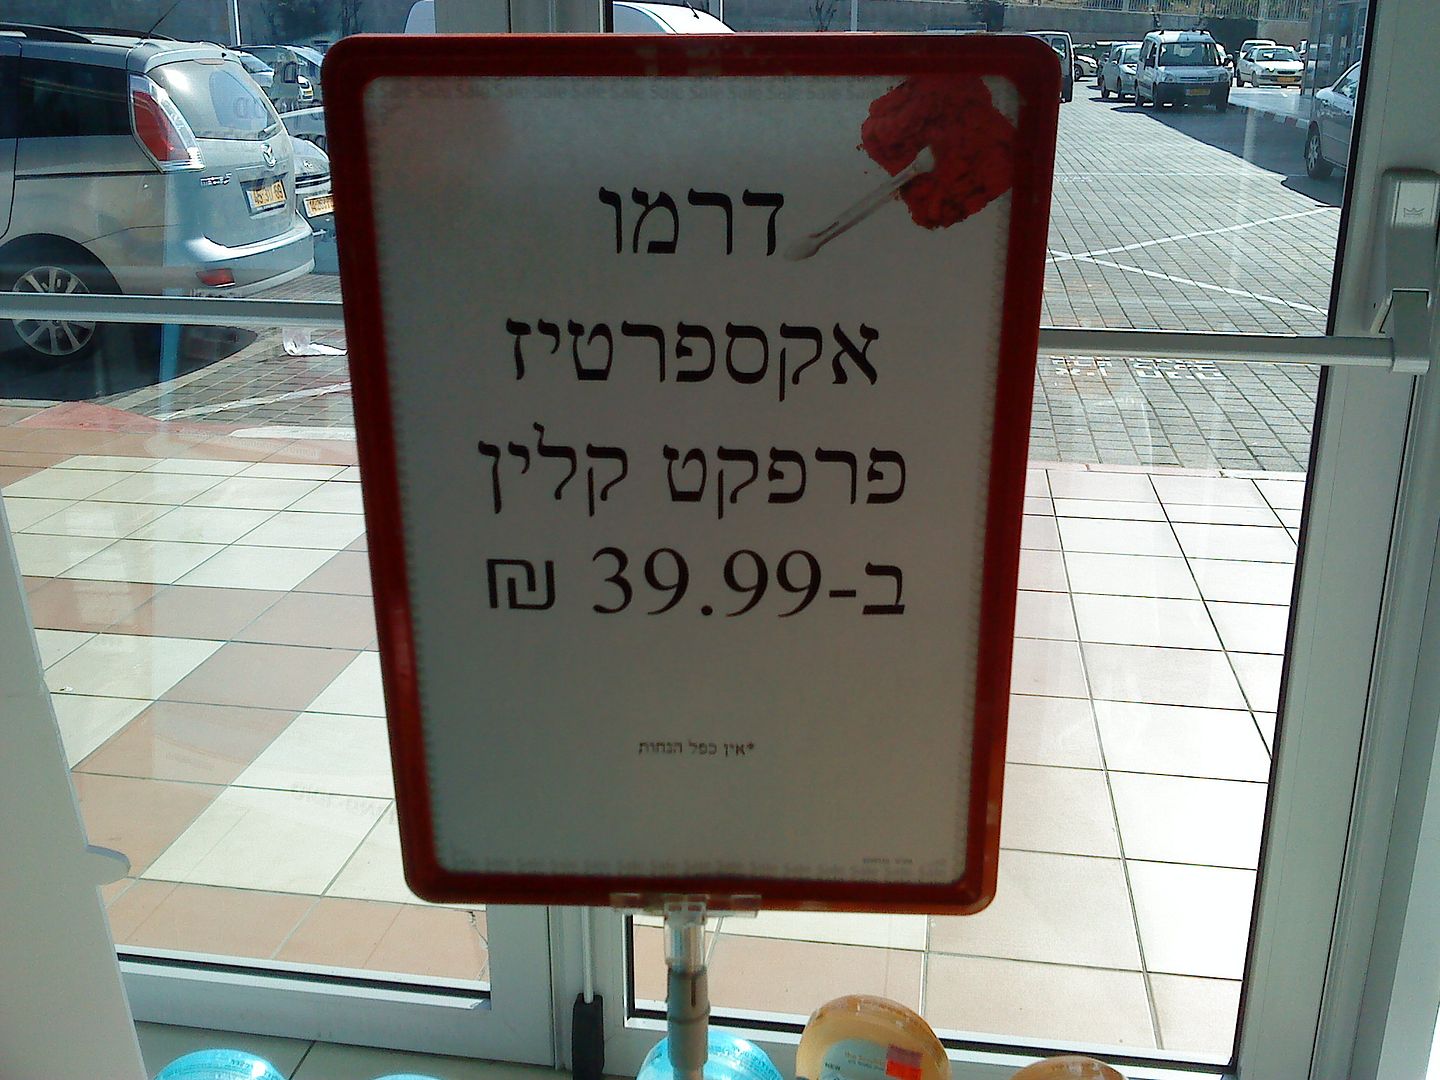 דרמו
אקספרטיז
פרפקט קלין
ב-39.99 ₪
*אין כפל הנחות